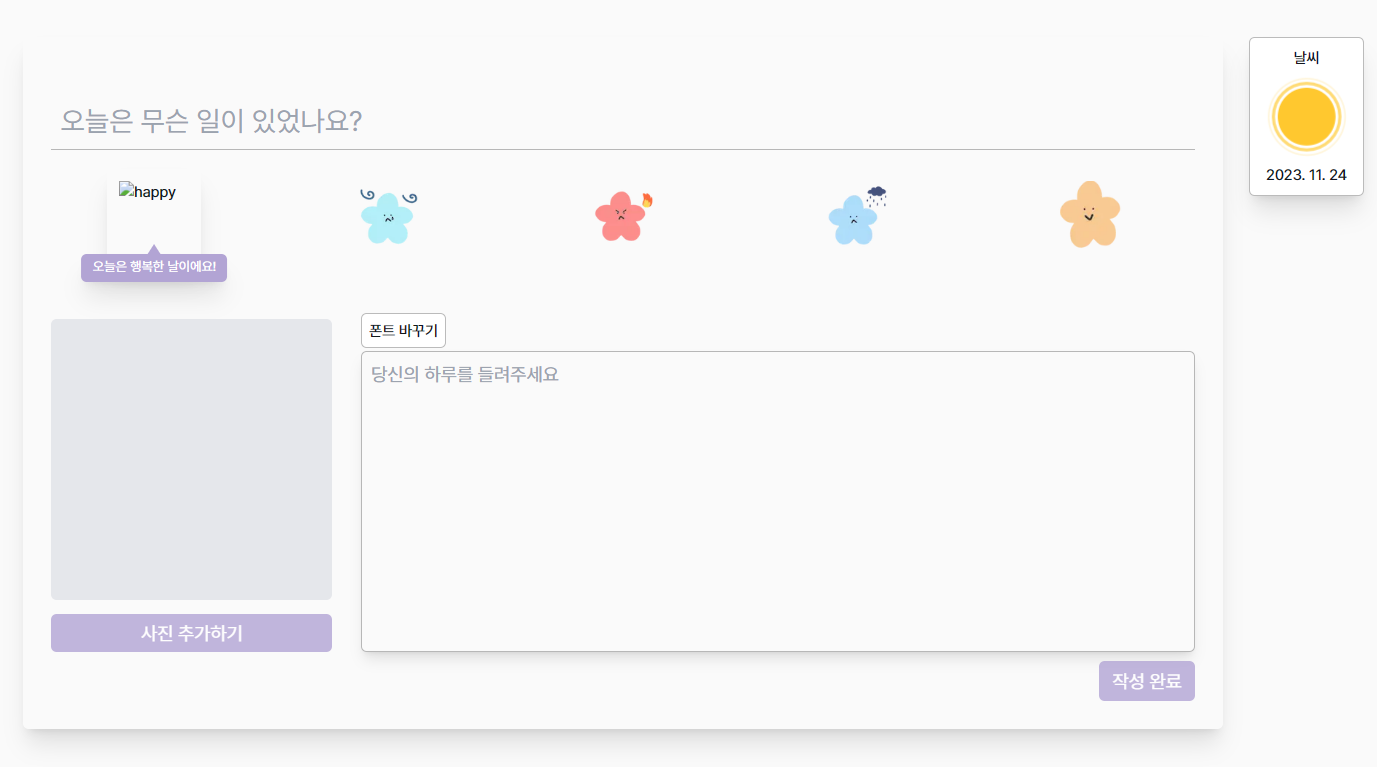 날씨
2023. 11. 24
오늘은 무슨 일이 있었나요?
happy
오늘은 행복한 날이에요!
폰트 바꾸기
당신의 하루를 들려주세요
사진 추가하기
작성 완료